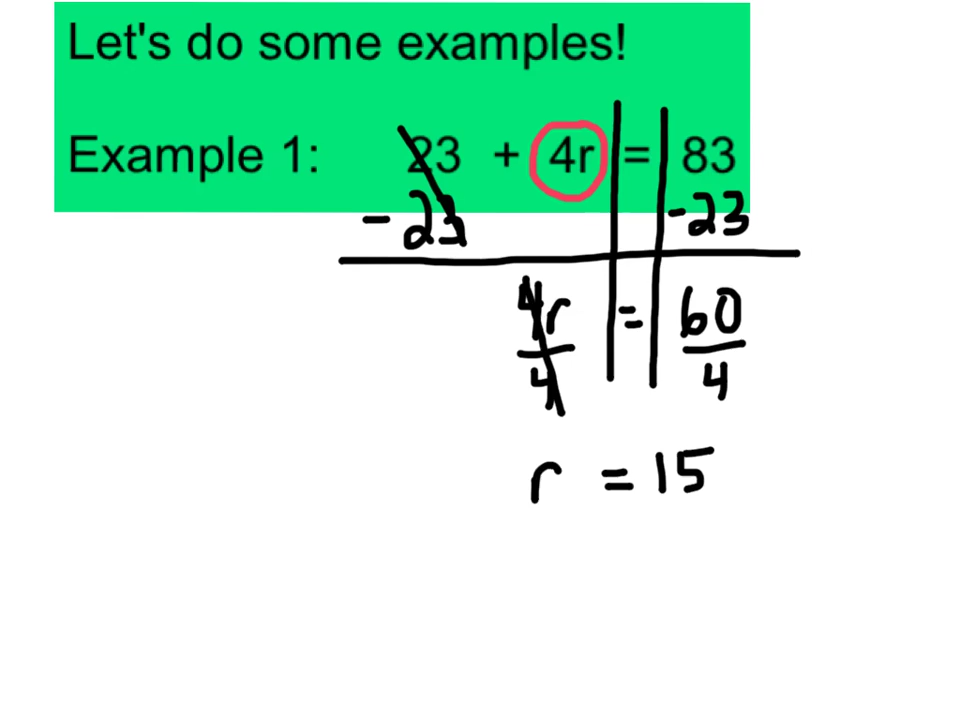 Let's do some examples!
Example 1: 23 + 4r = 83
-23 -23
4r = 60
4 4
r = 15